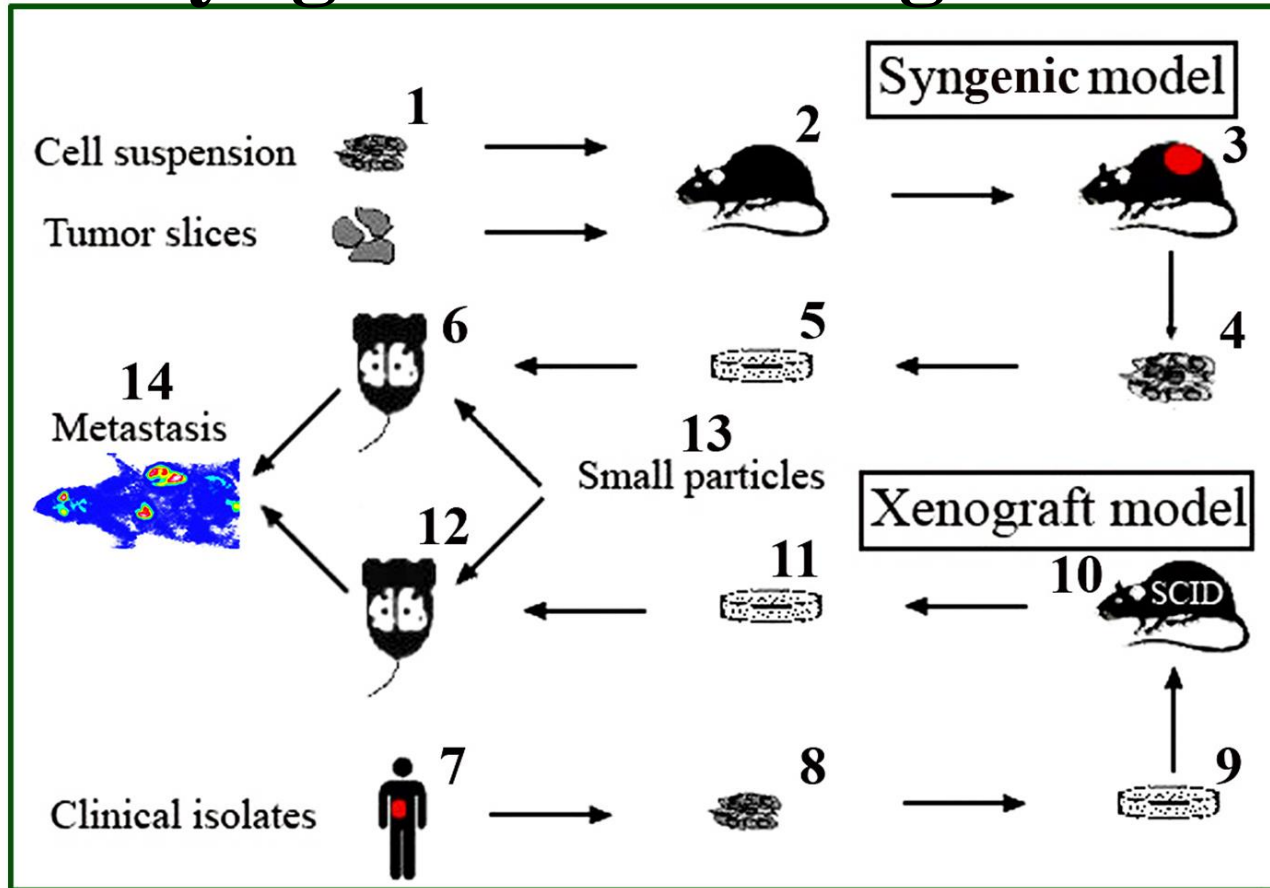 Syngenic model
1
2
3
Cell suspension
Tumor slices
6
5
4
14
Metastasis
13
Small particles
Xenograft model
12
11
10
SCID
7
8
9
Clinical isolates